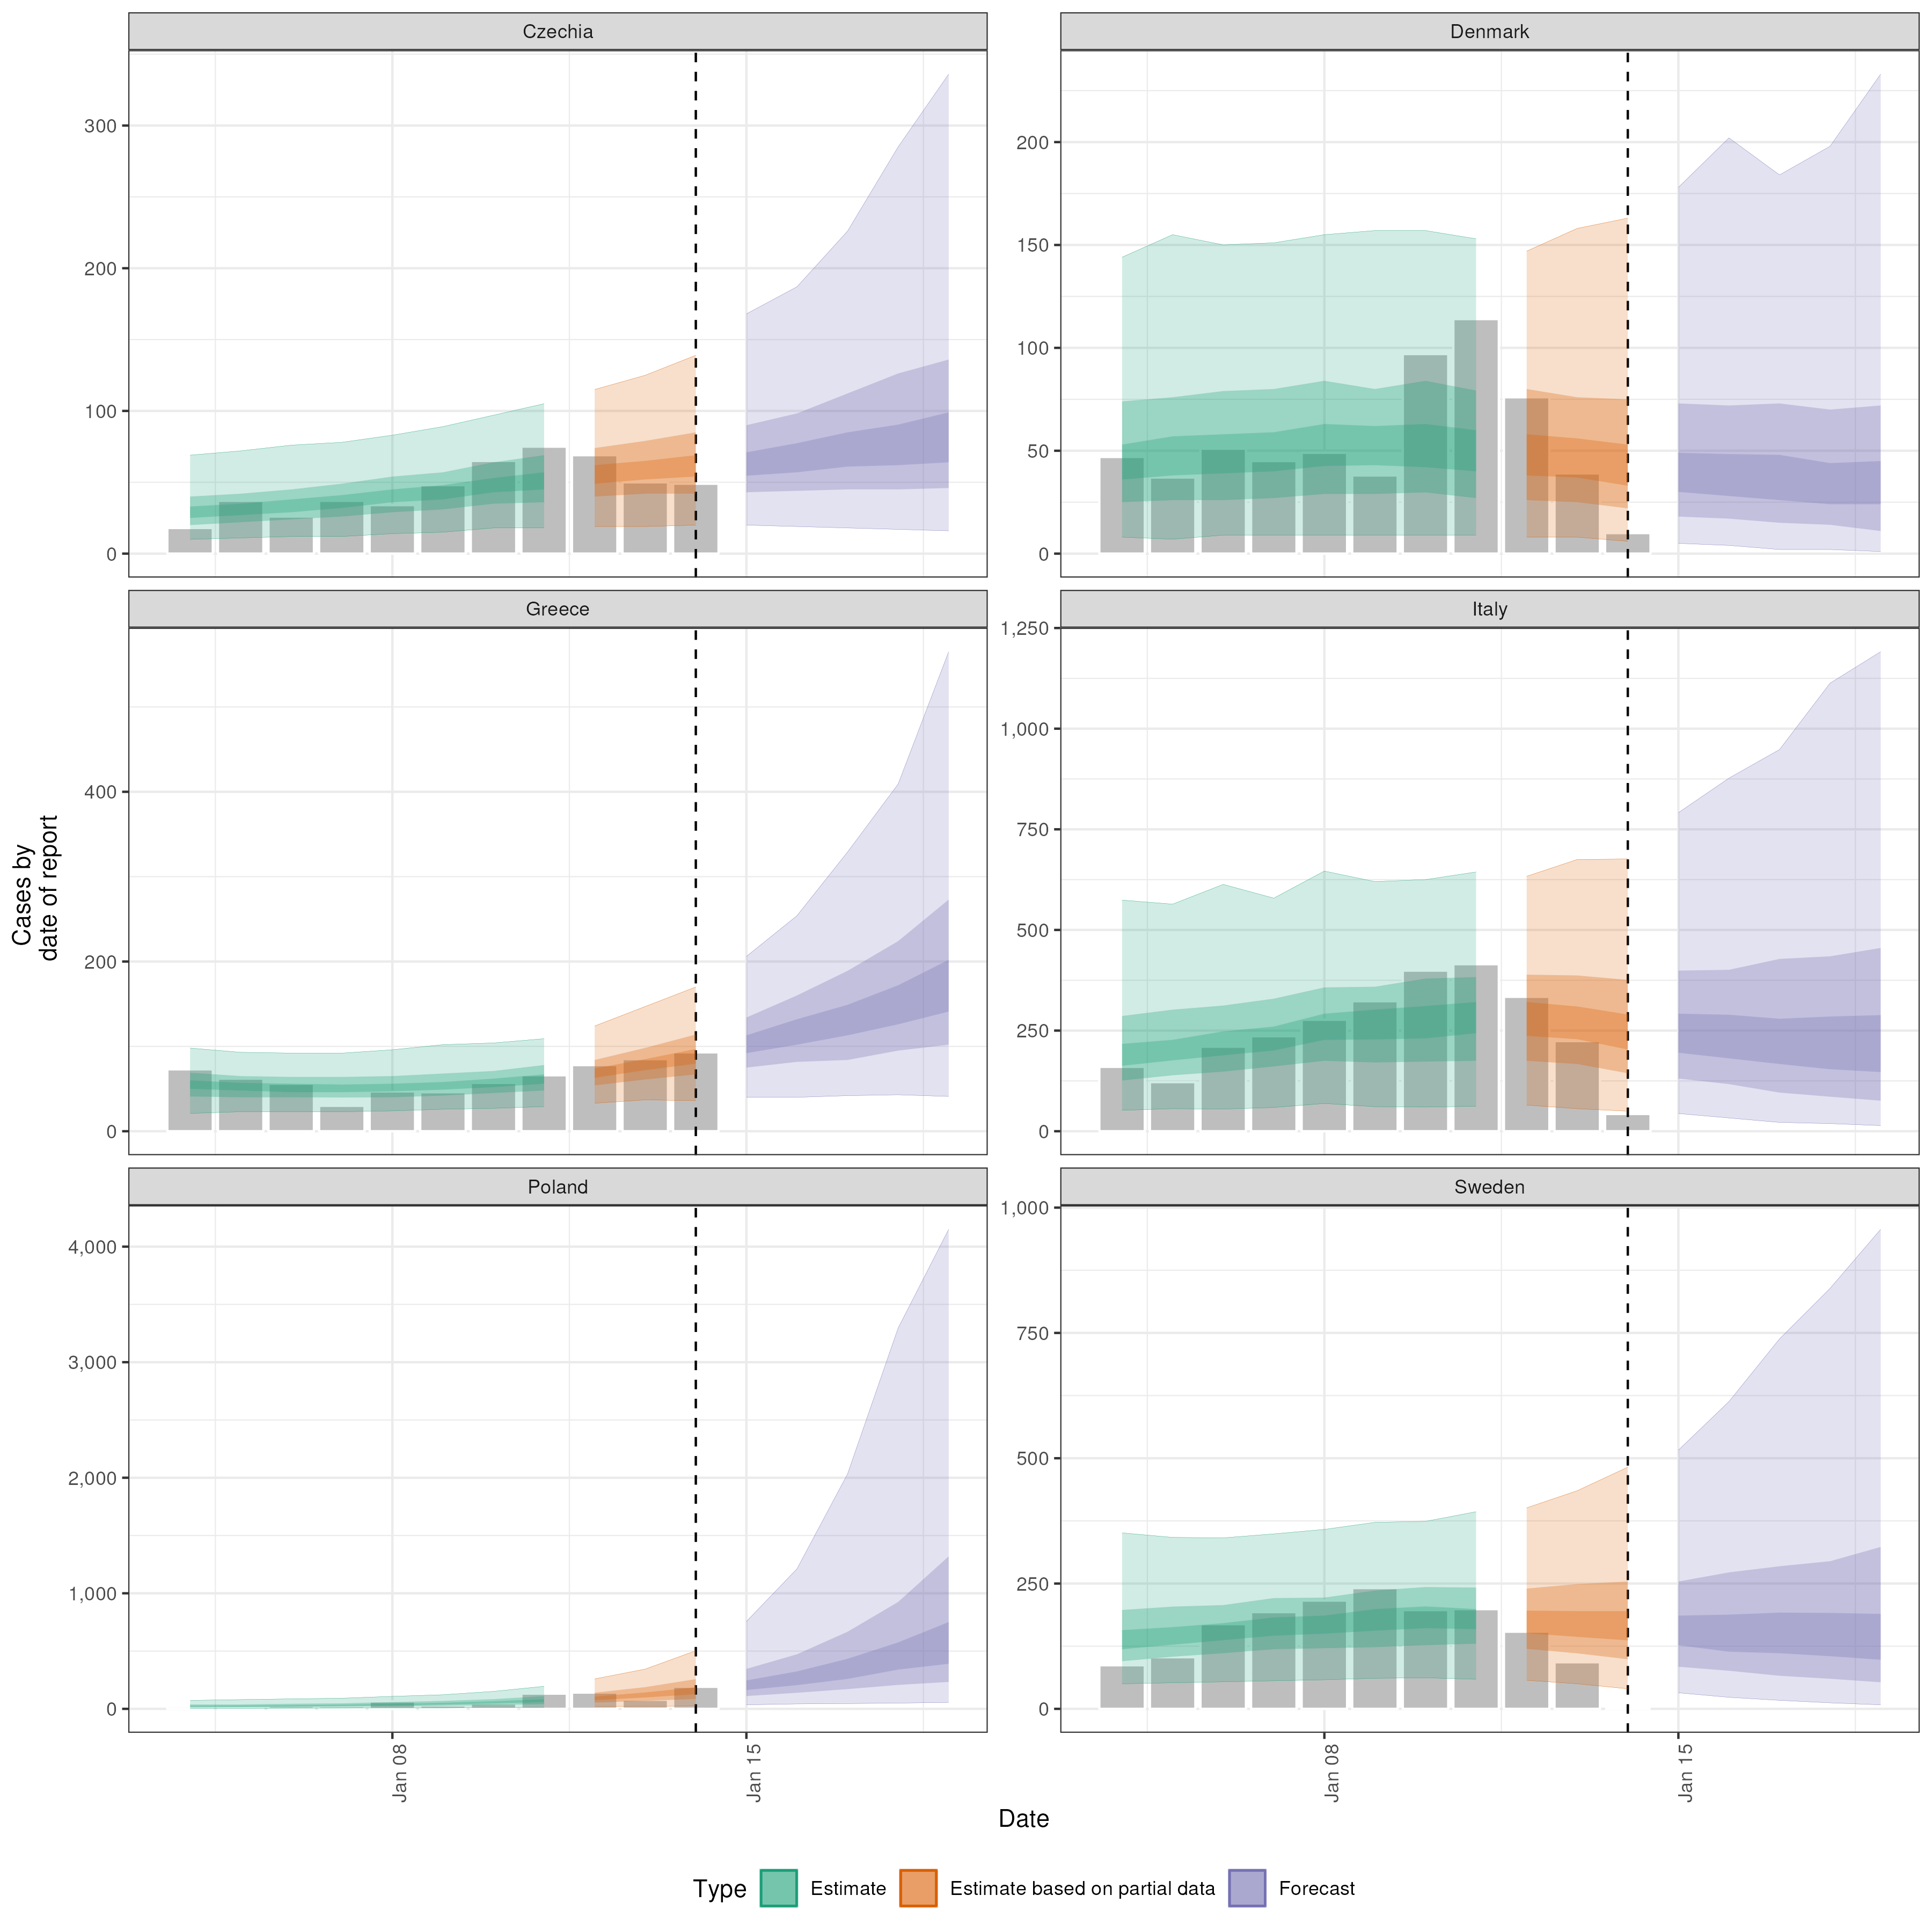 Czechia
Denmark
300
200
100
0
200
150
100
50
0
Greece
Italy
400
200
0
1,250
1,000
750
500
250
0
Cases by
date of report
Poland
Sweden
4,000
3,000
2,000
1,000
0
1,000
750
500
250
0
Jan 08
Jan 15
Jan 08
Jan 15
Date
Type
Estimate
Estimate based on partial data
Forecast